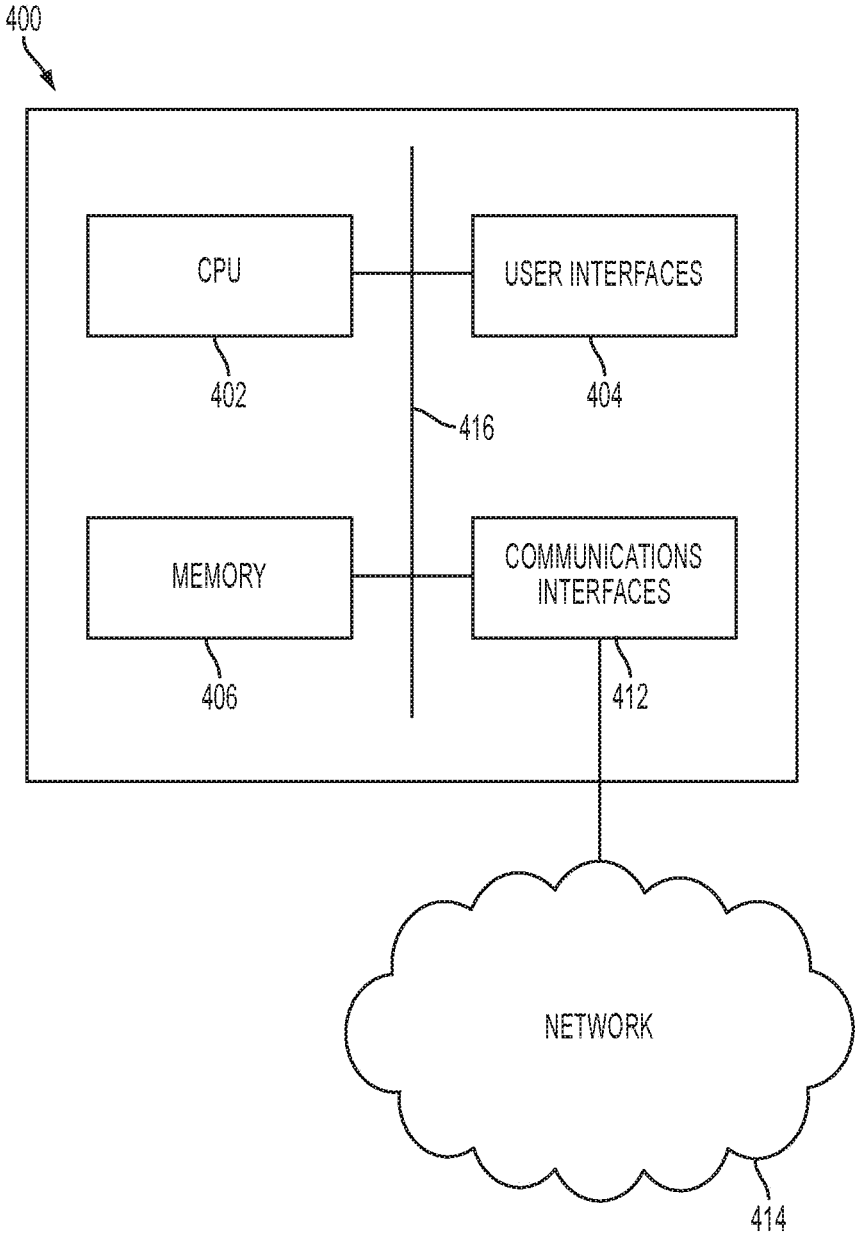 400
CPU
USER INTERFACES
402
404
416
MEMORY
COMMUNICATIONS
INTERFACES
406
412
NETWORK
414